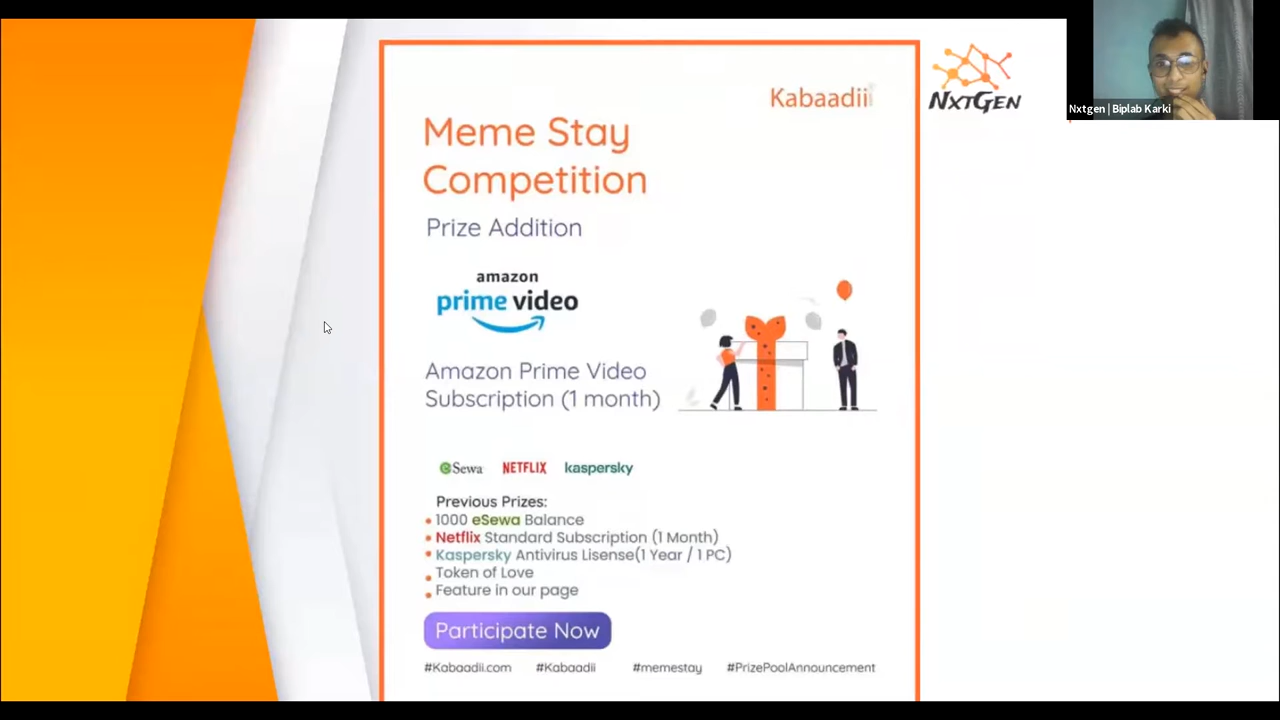 Kabaadii
NXTGEN
Nxtgen | Biplab Karki
Meme Stay
Competition
Prize Addition
amazon
prime video
Amazon Prime Video
Subscription (1 month)
eSewa NETFLIX kaspersky
Previous Prizes:
1000 eSewa Balance
Netflix Standard Subscription (1 Month)
Kaspersky Antivirus Lisense(1 Year / 1 PC)
Token of Love
Feature in our page
Participate Now
#Kabaadii.com #Kabaadii #memestay #PrizePoolAnnouncement